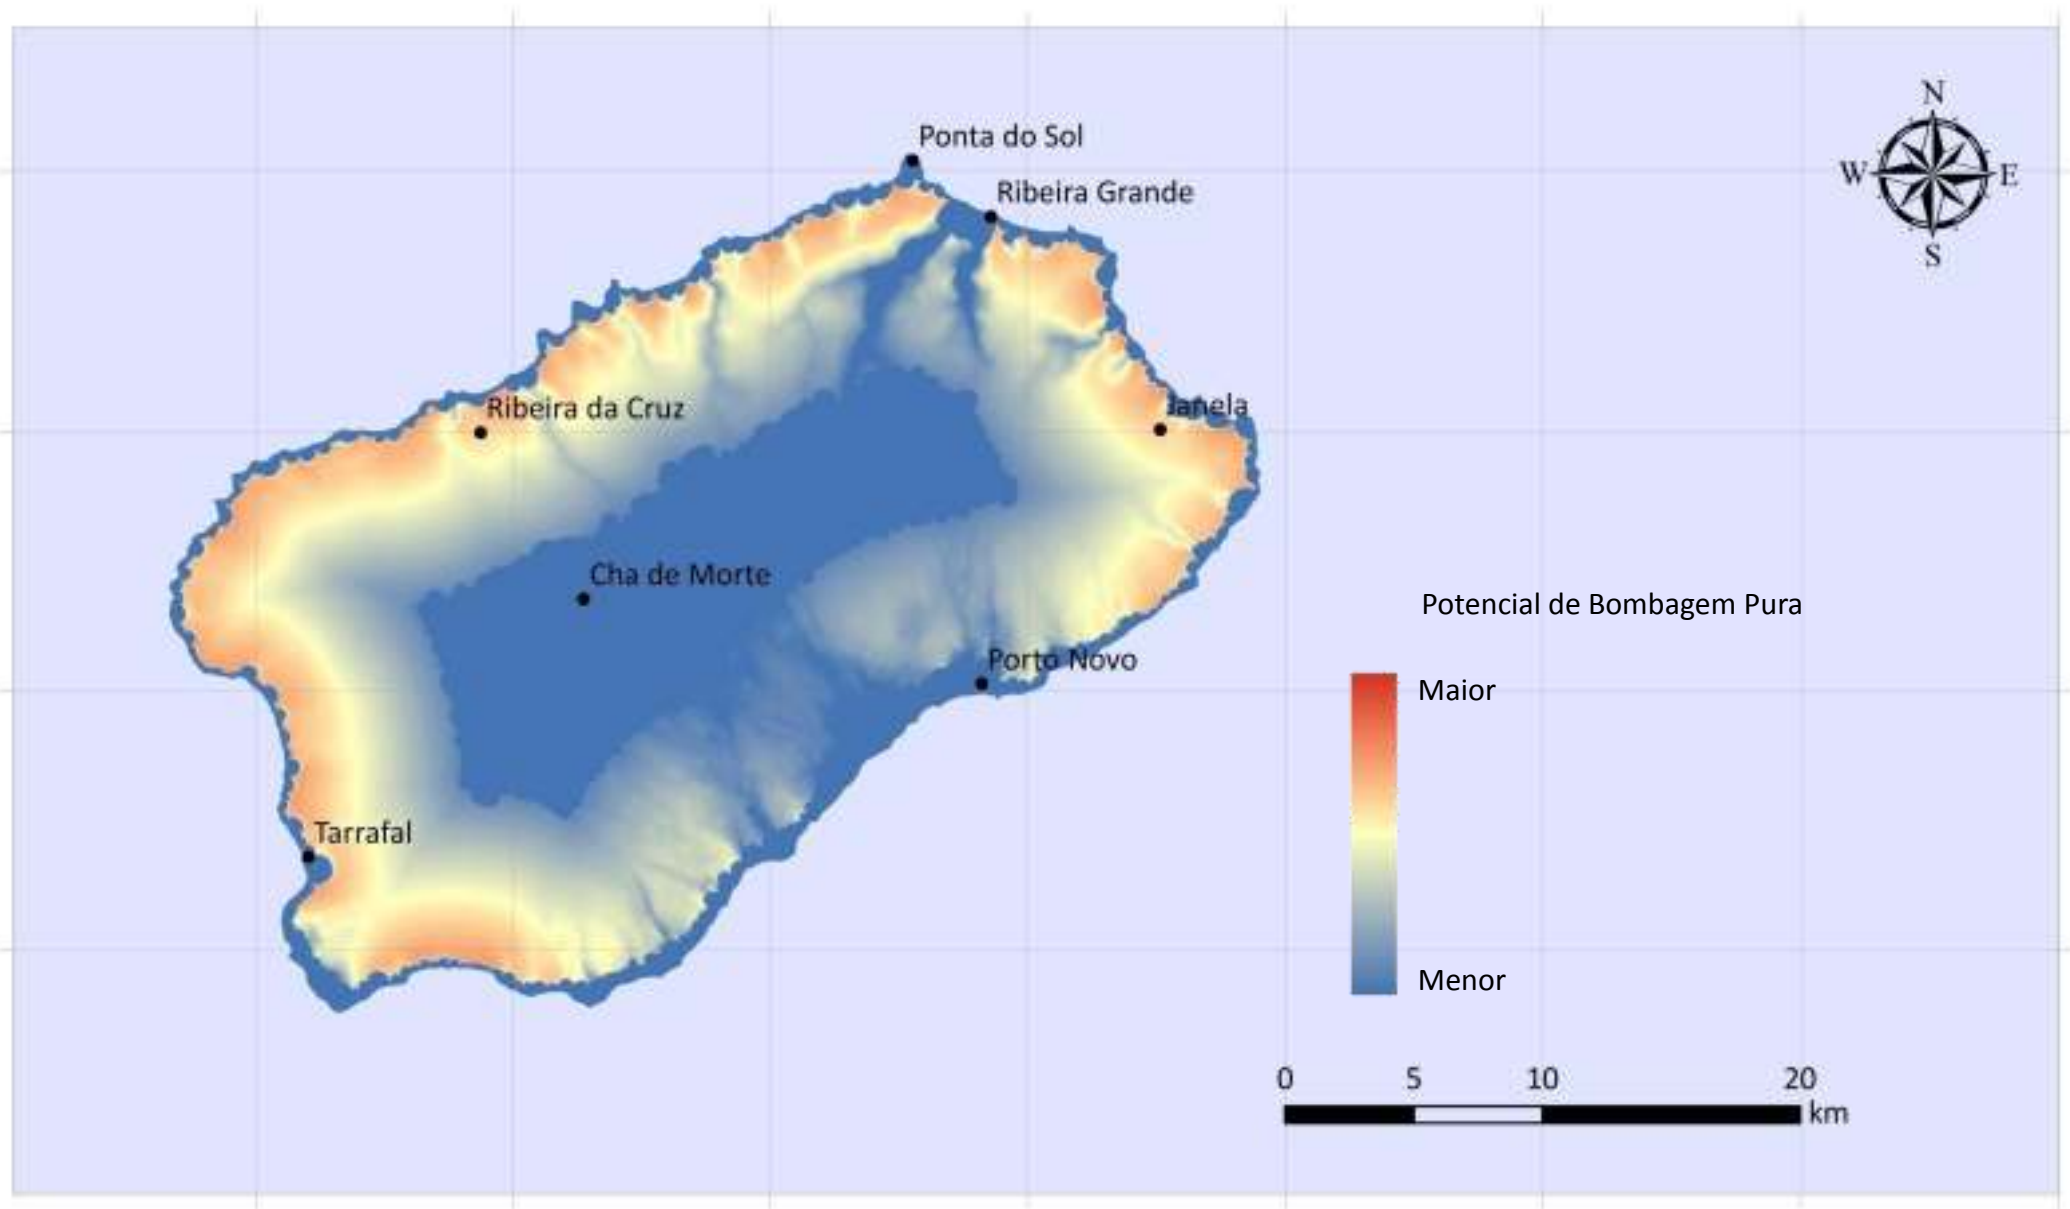 N
W E
S
Ponta do Sol
Ribeira Grande
Ribeira da Cruz
Janela
Cha de Morte
Potencial de Bombagem Pura
Porto Novo
Maior
Tarrafal
Menor
0 5 10 20
km